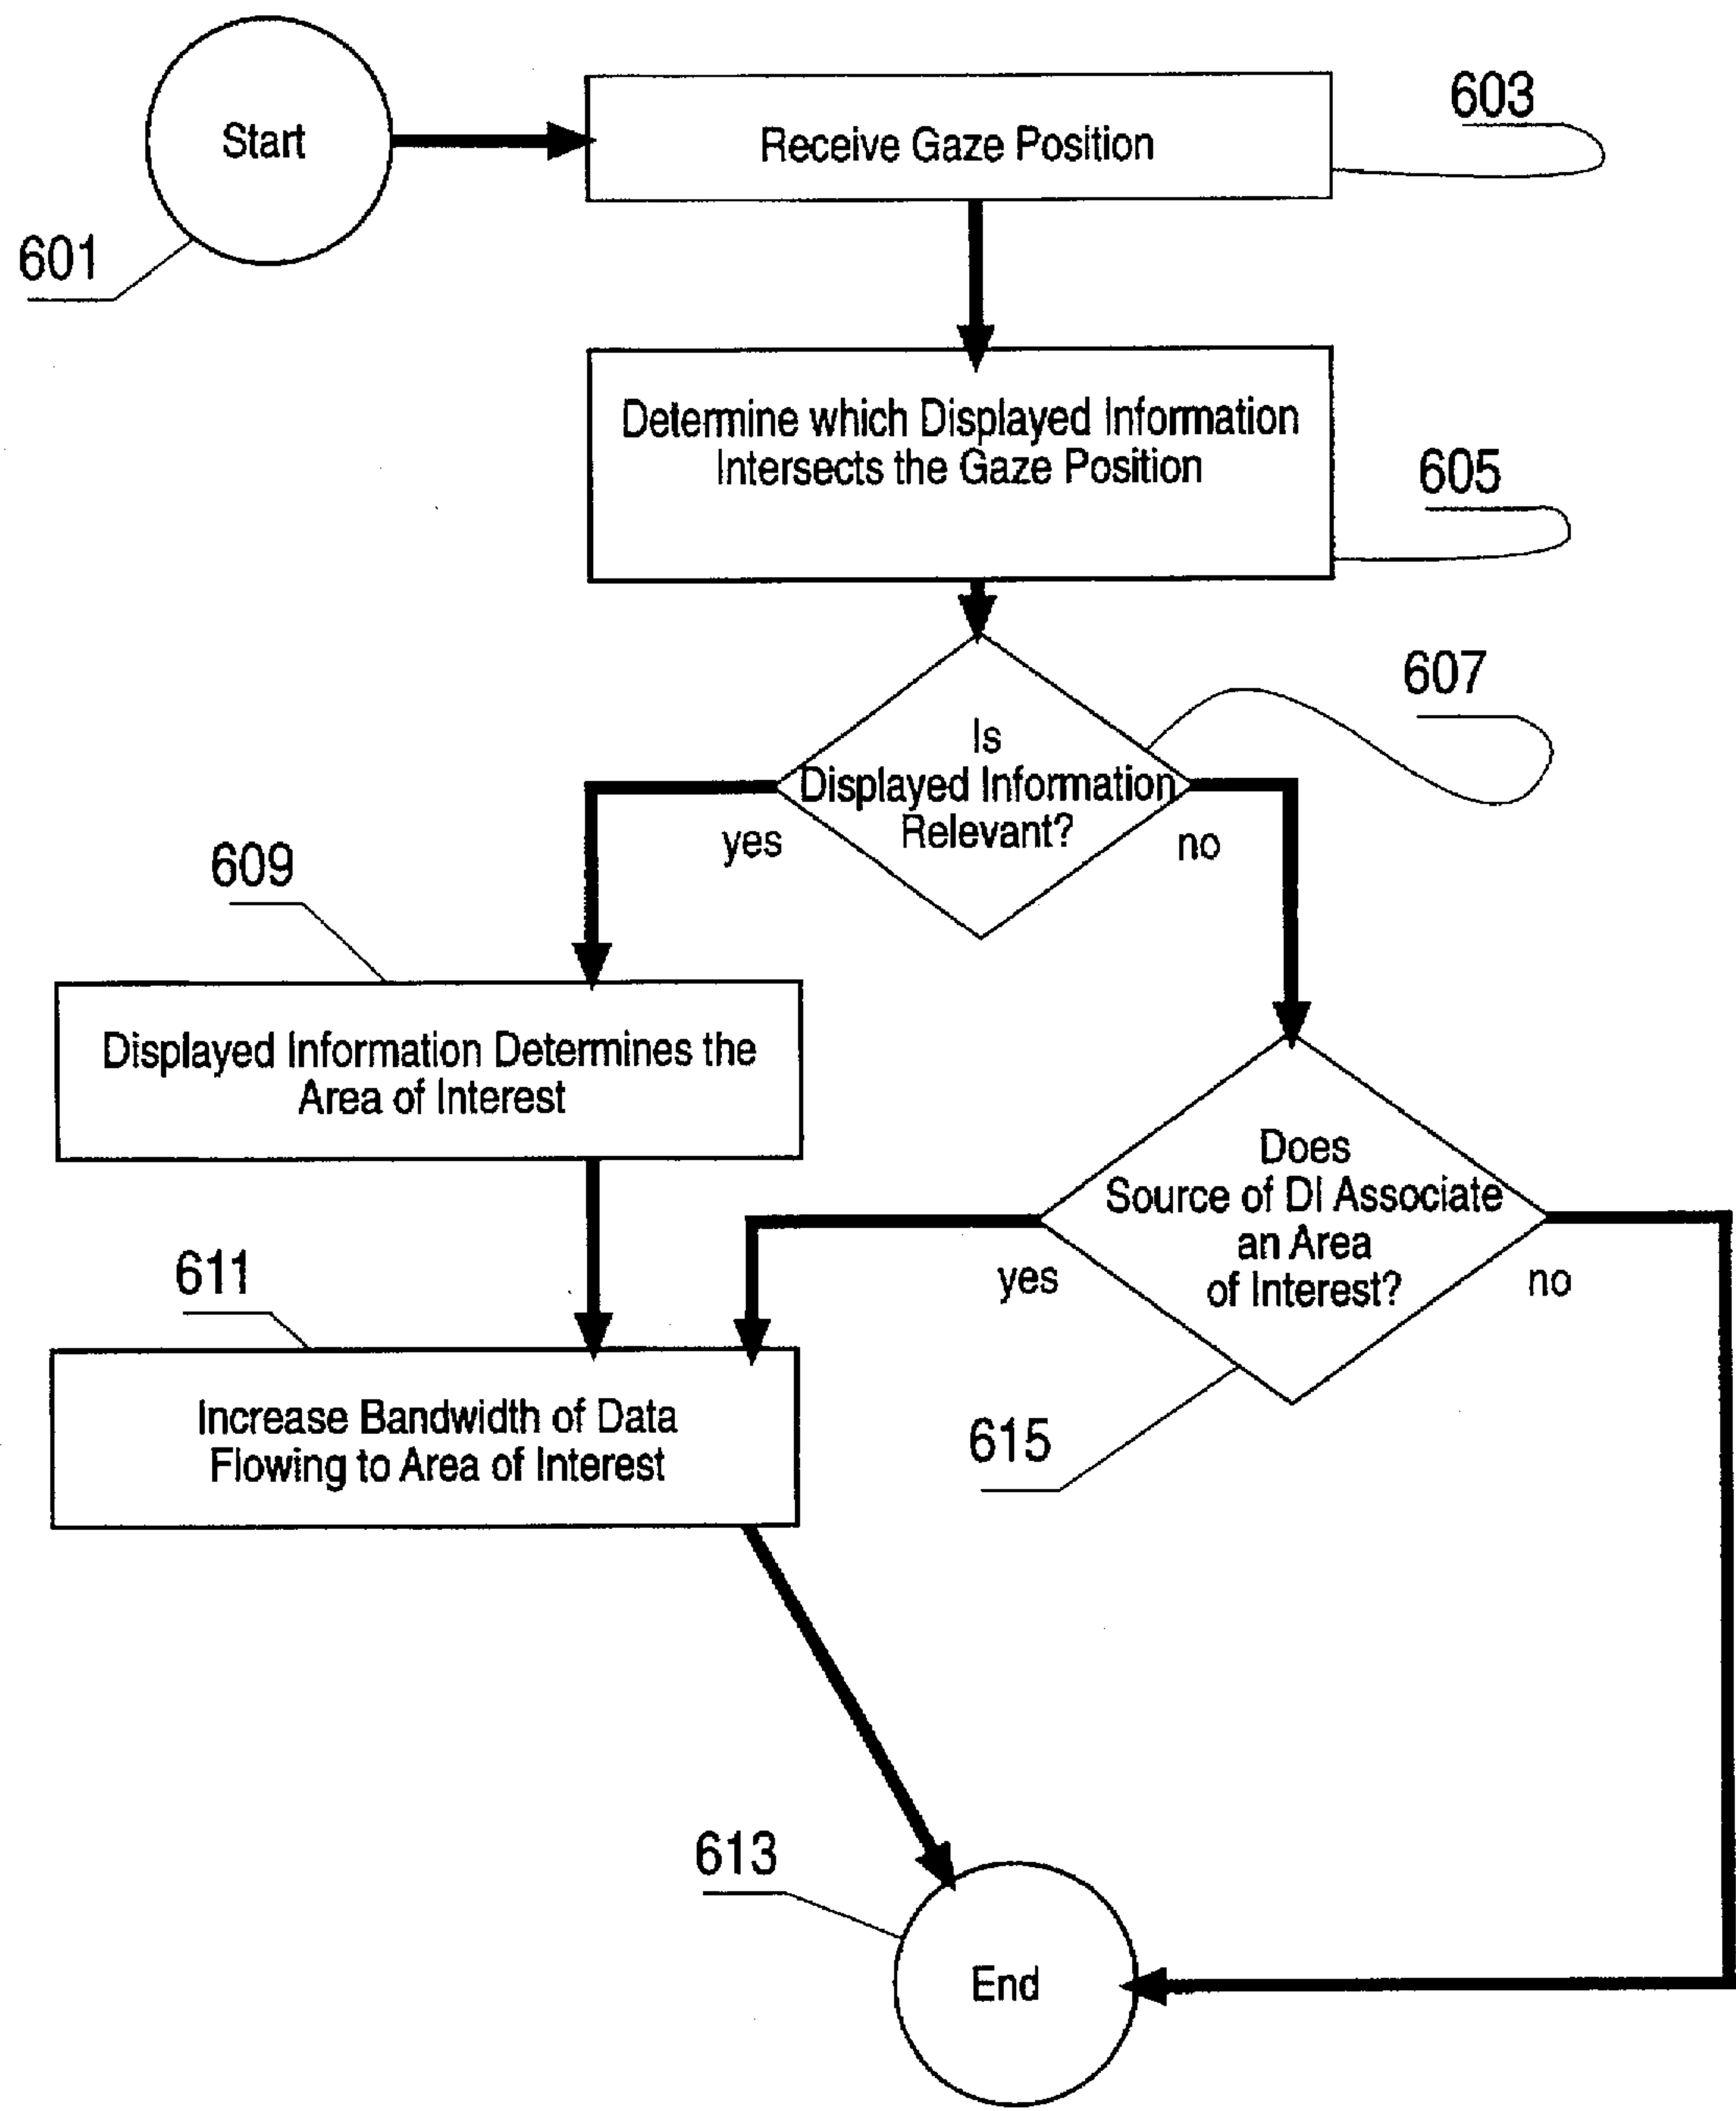 Start
601
Receive Gaze Position
603
Determine which Displayed Information
Intersects the Gaze Position
605
607
Is
Displayed Information
Relevant?
yes
no
609
Displayed Information Determines the
Area of Interest
Does
Source of DI Associate
an Area
of Interest?
yes
no
611
Increase Bandwidth of Data
Flowing to Area of Interest
615
613
End